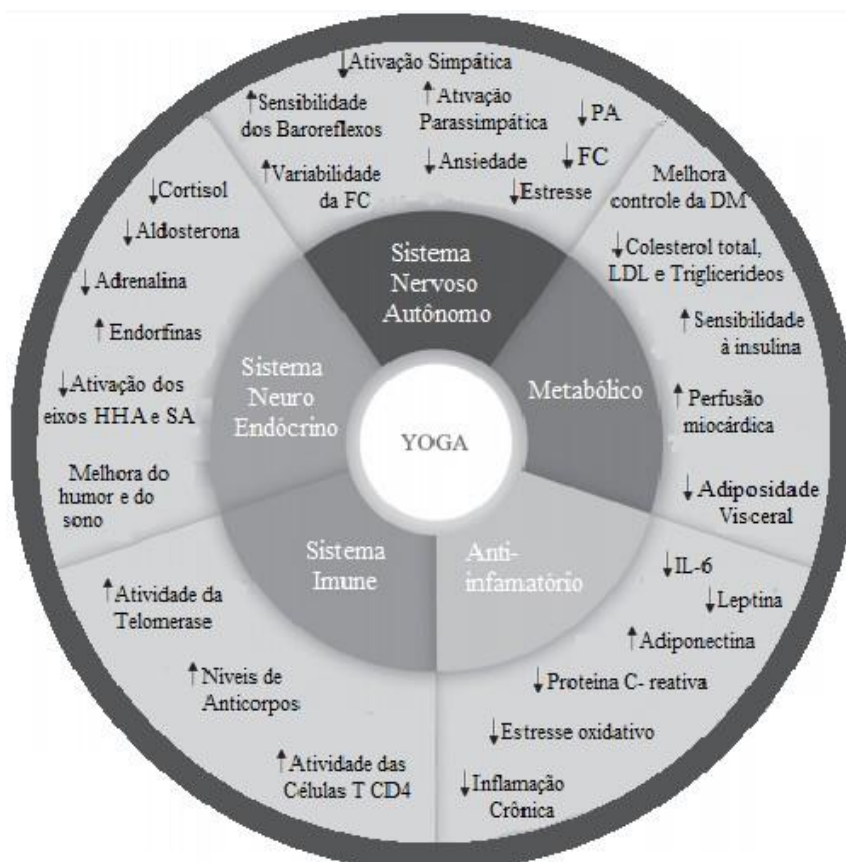 ↓Ativação Simpática
↑Sensibilidade
dos Baroreflexos
↑Ativação
Parassimpática
↓PA
↑Variabilidade
da FC
↓Ansiedade
↓FC
↓Estresse
Sistema
Nervoso
Autônomo
Melhora
controle da DM
↓Colesterol total,
LDL e Triglicerídeos
↑Sensibilidade
à insulina
↑Perfusão
miocárdica
↓Adiposidade
Visceral
Metabólico
↓IL-6
↓Leptina
↑Adiponectina
↓Proteina C- reativa
↓Estresse oxidativo
↓Inflamação
Crônica
Anti-
infamatório
↑Atividade da
Telomerase
↑Níveis de
Anticorpos
↑Atividade das
Células T CD4
Sistema
Imune
↓Cortisol
↓Aldosterona
↓Adrenalina
↑Endorfinas
↓Ativação dos
eixos HHA e SA
Melhora do
humor e do
sono
Sistema
Neuro
Endócrino
YOGA